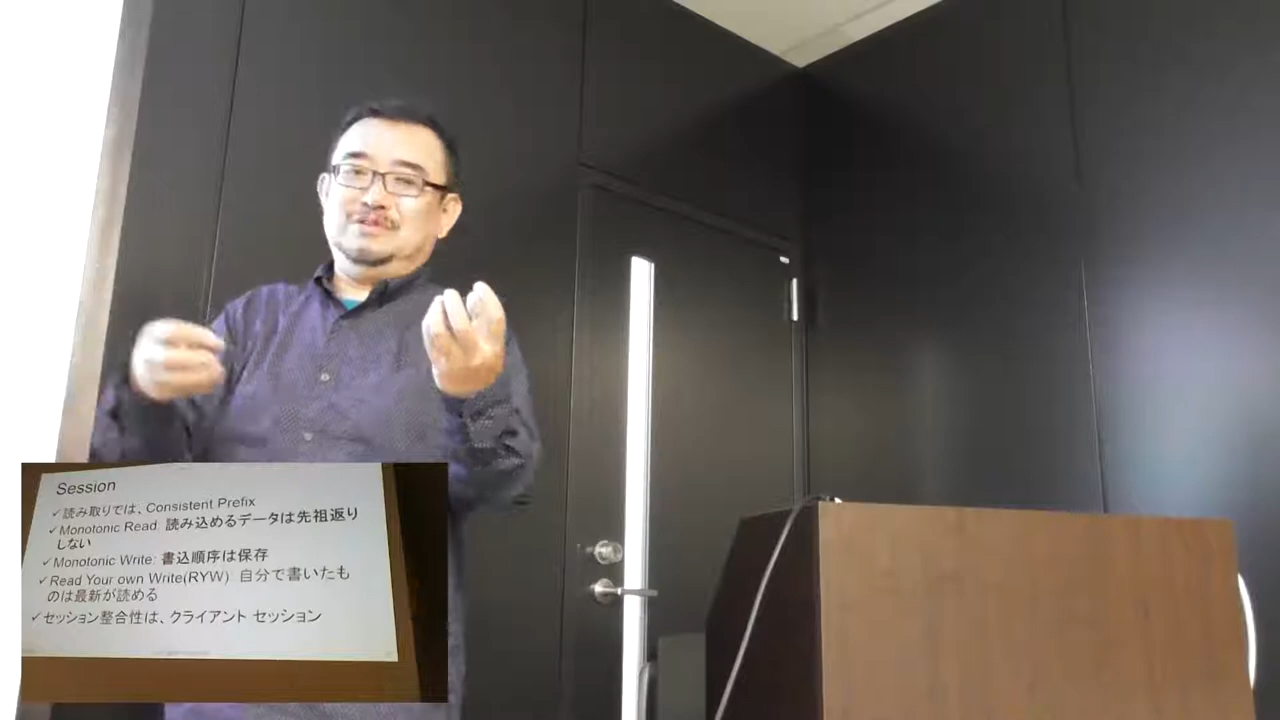 Session
✓読み取りでは、Consistent Prefix
✓Monotonic Read: 読み込めるデータは先祖返り
しない
✓Monotonic Write: 書込順序は保存
✓Read Your own Write(RYW): 自分で書いたも
のは最新が読める
✓セッション整合性は、クライアント セッション